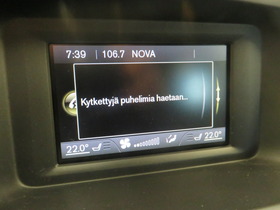 7:39 106.7 NOVA
Kytkettyjä puhelimia haetaan...
22.0° 22.0°